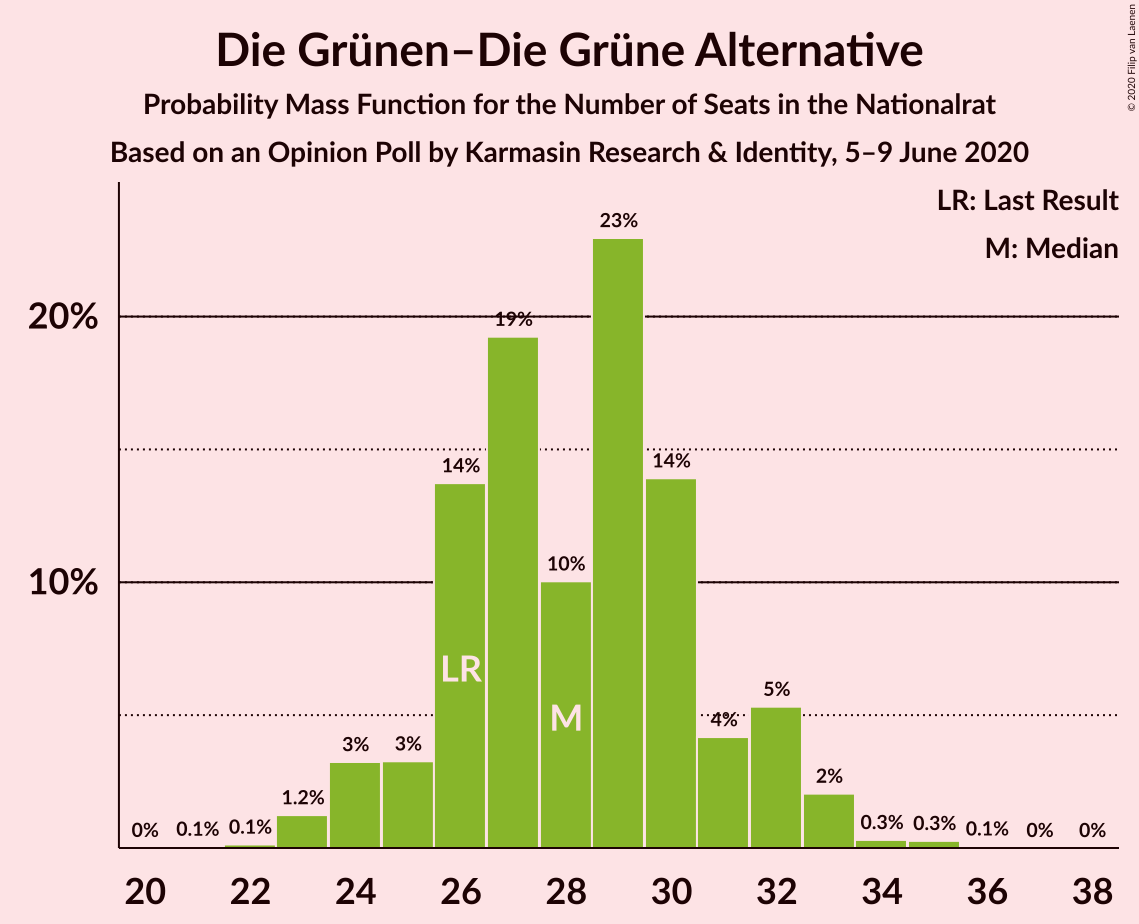 Die Grünen–Die Grüne Alternative
Probability Mass Function for the Number of Seats in the Nationalrat
Based on an Opinion Poll by Karmasin Research & Identity, 5–9 June 2020
© 2020 Filip van Laenen
LR: Last Result
M: Median
23%
20%
19%
14%
14%
10%
10%
LR
M
5%
4%
3%
3%
2%
1.2%
0%
0.1%
0.1%
0.3%
0.3%
0.1%
0%
0%
20 22 24 26 28 30 32 34 36 38